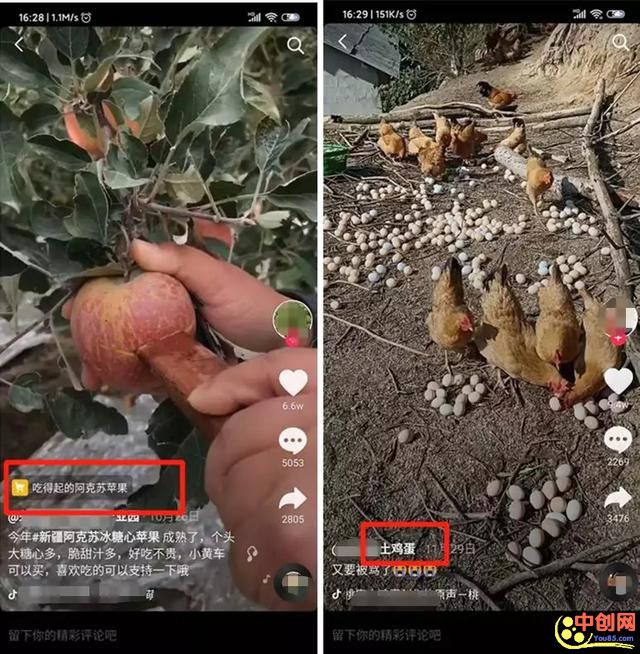 16:28 | 1.1M/s
吃得起的阿克苏苹果
10月26日
今年#新疆阿克苏冰糖心苹果 成熟了，个头
大糖心多，脆甜汁多，好吃不贵，小黄车
可以买，喜欢吃的可以支持一下哦
6.6w
5053
2805
留下你的精彩评论吧
16:29 | 151K/s
土鸡蛋
11月29日
又要被骂了
6.6w
2269
3476
留下你的精彩评论吧
中创网
You85.com